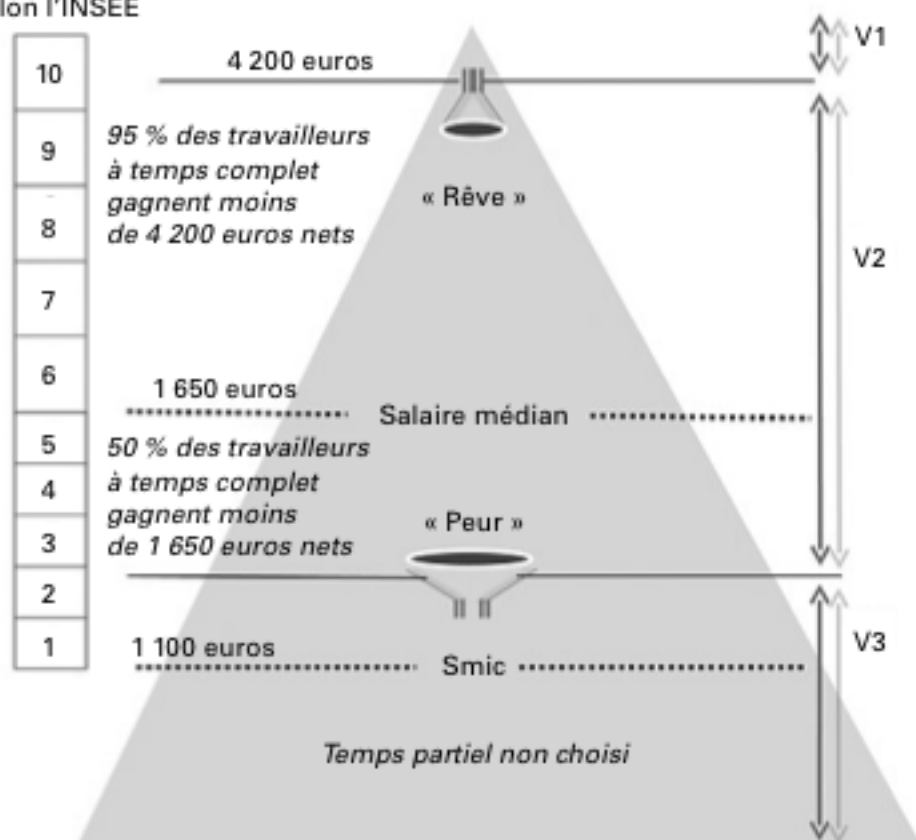 lon l'INSEE
V1
10
4 200 euros
9
95 % des travailleurs
à temps complet
gagnent moins
de 4 200 euros nets
« Rêve »
8
V2
7
6
1 650 euros
Salaire médian
5
50 % des travailleurs
à temps complet
gagnent moins
de 1 650 euros nets
4
« Peur »
3
2
1
1 100 euros
Smic
V3
Temps partiel non choisi